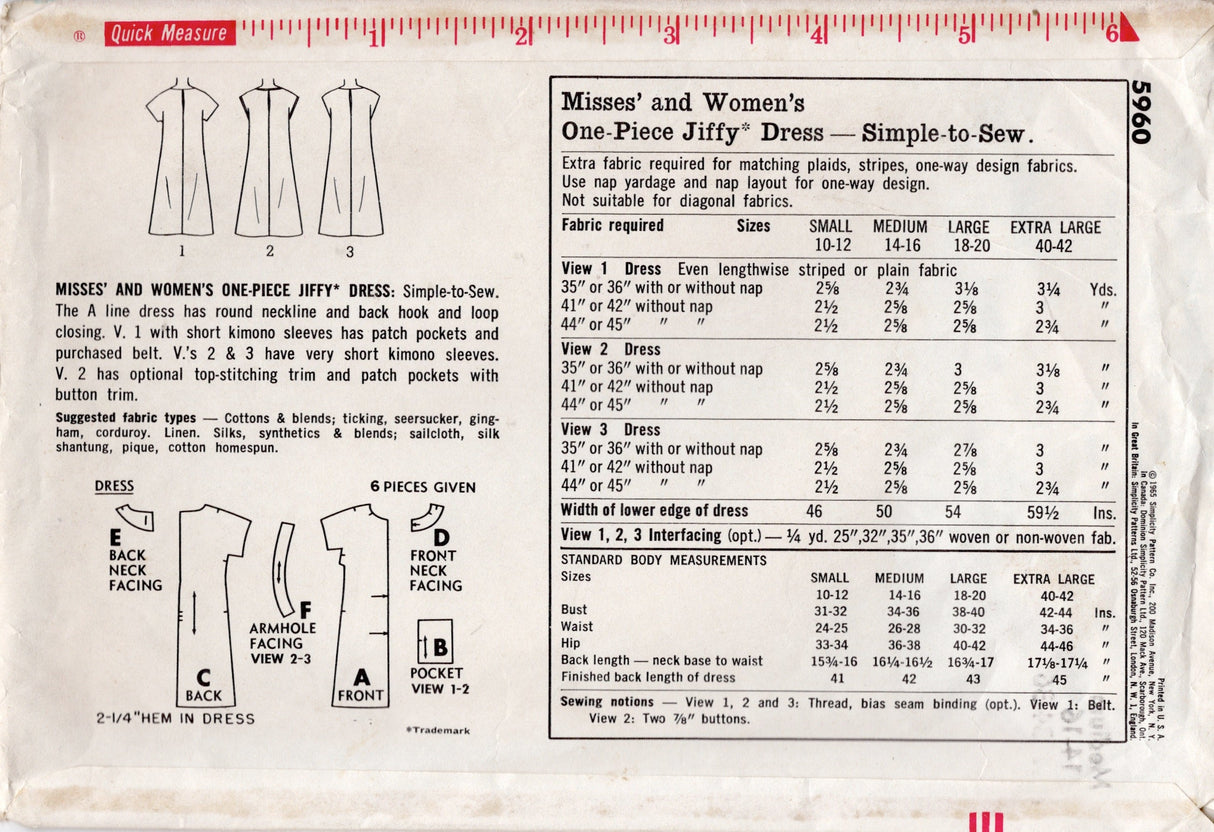 ® Quick Measure 1 2 3 4 5 6
1 2 3
MISSES' AND WOMEN'S ONE-PIECE JIFFY* DRESS: Simple-to-Sew.
The A line dress has round neckline and back hook and loop
closing. V. 1 with short kimono sleeves has patch pockets and
purchased belt. V.'s 2 & 3 have very short kimono sleeves.
V. 2 has optional top-stitching trim and patch pockets with
button trim.
Suggested fabric types — Cottons & blends; ticking, seersucker, ging-
ham, corduroy. Linen. Silks, synthetics & blends; sailcloth, silk
shantung, pique, cotton homespun.
DRESS
6 PIECES GIVEN
E
BACK
NECK
FACING
C
BACK
F
ARMHOLE
FACING
VIEW 2-3
A
FRONT
D
FRONT
NECK
FACING
B
POCKET
VIEW 1-2
2-1/4"HEM IN DRESS
*Trademark
Misses' and Women's
One-Piece Jiffy* Dress — Simple-to-Sew.
Extra fabric required for matching plaids, stripes, one-way design fabrics.
Use nap yardage and nap layout for one-way design.
Not suitable for diagonal fabrics.
Fabric required Sizes SMALL MEDIUM LARGE EXTRA LARGE
10-12 14-16 18-20 40-42
View 1 Dress Even lengthwise striped or plain fabric
35" or 36" with or without nap 2⅝ 2¾ 3⅛ 3¼ Yds.
41" or 42" without nap 2½ 2⅝ 2⅝ 3 "
44" or 45" " " 2½ 2⅝ 2⅝ 2¾ "
View 2 Dress
35" or 36" with or without nap 2⅝ 2¾ 3 3⅛ "
41" or 42" without nap 2½ 2⅝ 2⅝ 3 "
44" or 45" " " 2½ 2⅝ 2⅝ 2¾ "
View 3 Dress
35" or 36" with or without nap 2⅝ 2¾ 2⅞ 3 "
41" or 42" without nap 2½ 2⅝ 2⅝ 3 "
44" or 45" " " 2½ 2⅝ 2⅝ 2¾ "
Width of lower edge of dress 46 50 54 59½ Ins.
View 1, 2, 3 Interfacing (opt.) — ¼ yd. 25",32",35",36" woven or non-woven fab.
STANDARD BODY MEASUREMENTS
Sizes SMALL MEDIUM LARGE EXTRA LARGE
10-12 14-16 18-20 40-42
Bust 31-32 34-36 38-40 42-44 Ins.
Waist 24-25 26-28 30-32 34-36 "
Hip 33-34 36-38 40-42 44-46 "
Back length — neck base to waist 15¾-16 16¼-16½ 16¾-17 17⅛-17¼ "
Finished back length of dress 41 42 43 45 "
Sewing notions — View 1, 2 and 3: Thread, bias seam binding (opt.). View 1: Belt.
View 2: Two ⅞" buttons.
5960
Printed in U. S. A.
© 1965 Simplicity Pattern Co. Inc., 200 Madison Avenue, New York, N. Y.
In Canada: Dominion Simplicity Pattern Ltd., 120 Mack Ave., Scarborough, Ont.
In Great Britain: Simplicity Patterns Ltd., 52-56 Osnaburgh Street, London, N. W. 1, England.